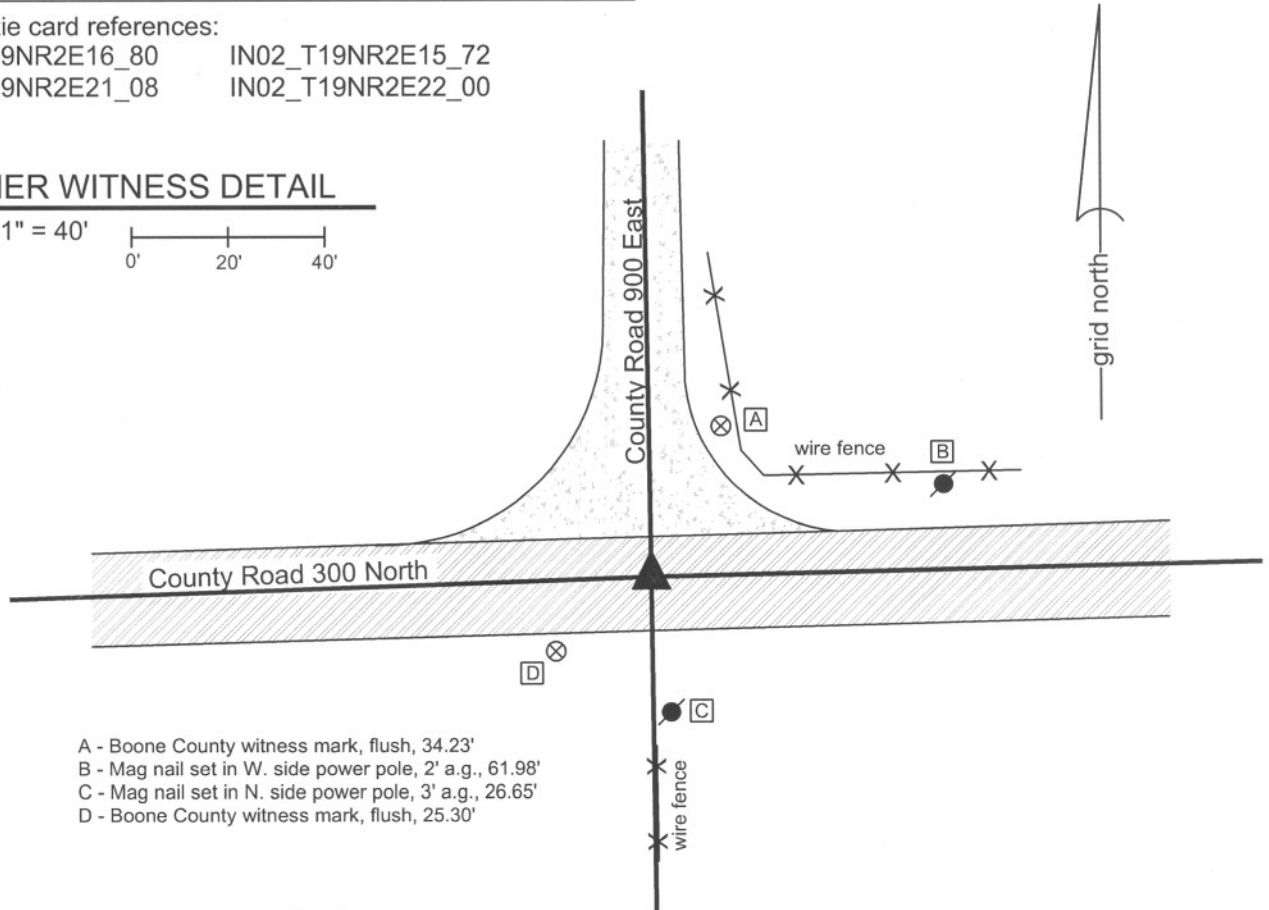 tie card references:
9NR2E16_80 IN02_T19NR2E15_72
9NR2E21_08 IN02_T19NR2E22_00
IER WITNESS DETAIL
1" = 40'
0' 20' 40'
County Road 900 East
grid north
A
wire fence
B
County Road 300 North
D
C
wire fence
A - Boone County witness mark, flush, 34.23'
B - Mag nail set in W. side power pole, 2' a.g., 61.98'
C - Mag nail set in N. side power pole, 3' a.g., 26.65'
D - Boone County witness mark, flush, 25.30'